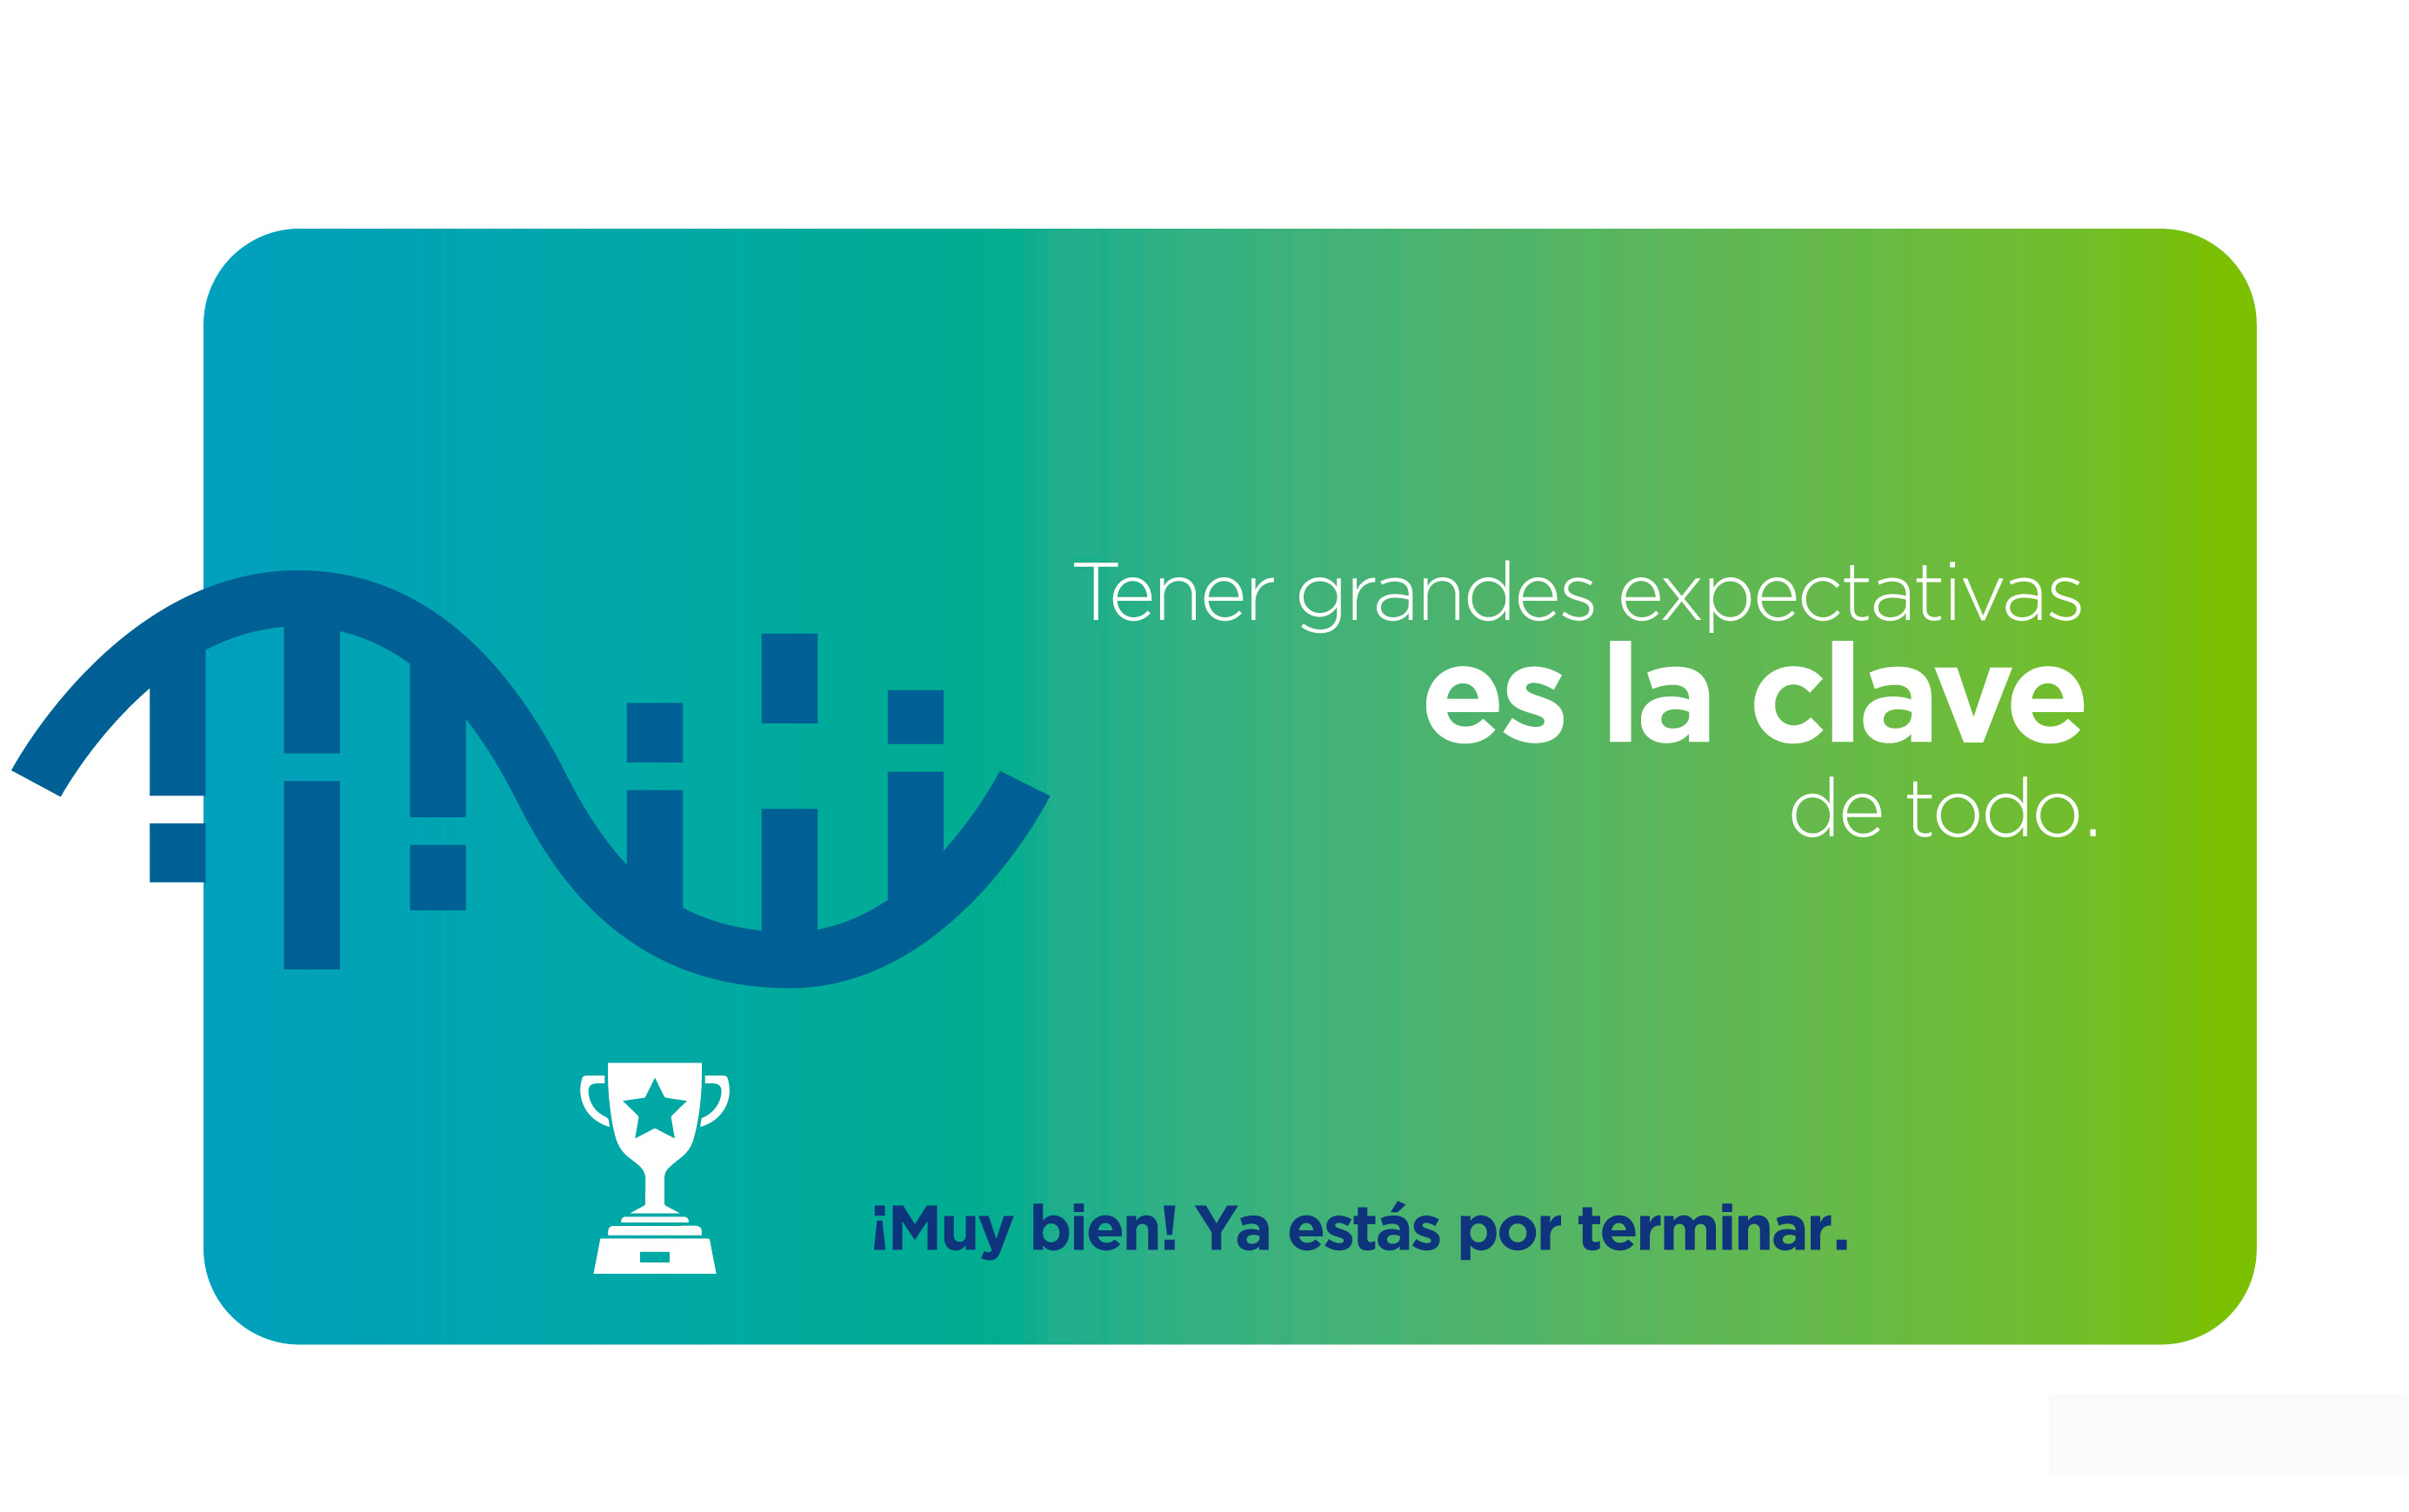 Tener grandes expectativas
es la clave
de todo.
¡Muy bien! Ya estás por terminar.